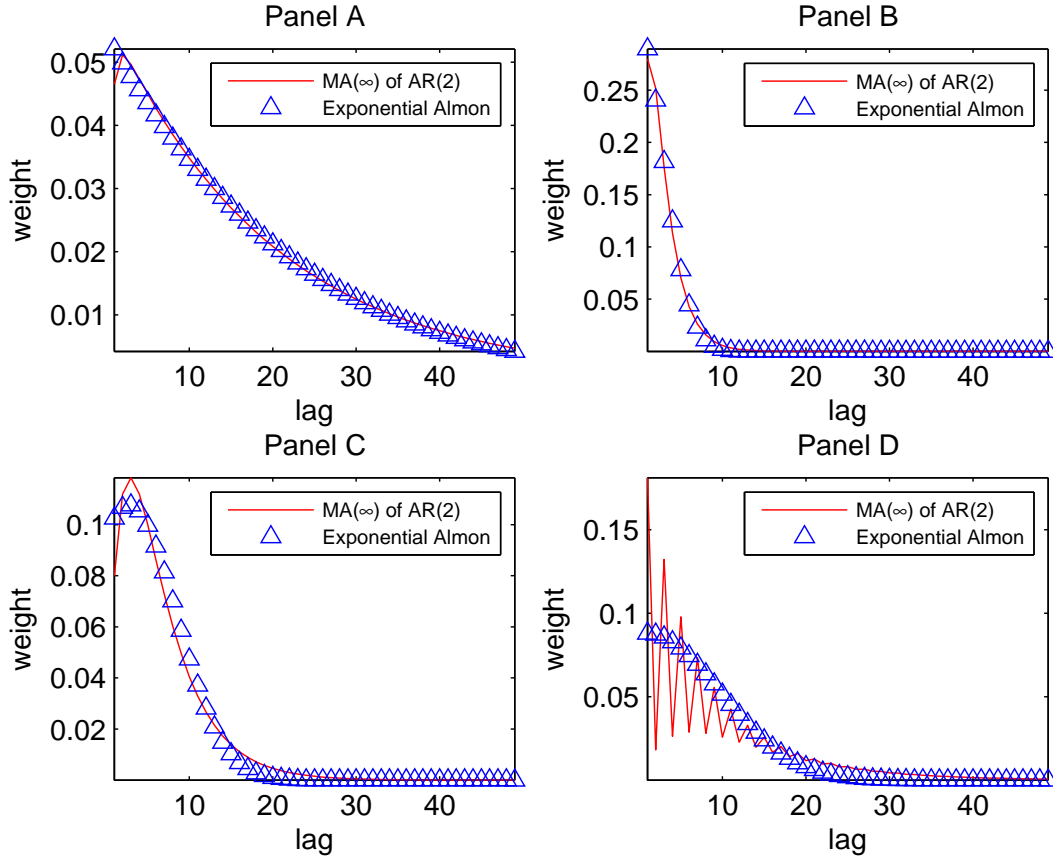 Panel A
0.05
0.04
0.03
0.02
0.01
weight
MA(∞) of AR(2)
Exponential Almon
10
20
30
40
lag
Panel B
0.25
0.2
0.15
0.1
0.05
weight
MA(∞) of AR(2)
Exponential Almon
10
20
30
40
lag
Panel C
0.1
0.08
0.06
0.04
0.02
weight
MA(∞) of AR(2)
Exponential Almon
10
20
30
40
lag
Panel D
0.15
0.1
0.05
weight
MA(∞) of AR(2)
Exponential Almon
10
20
30
40
lag